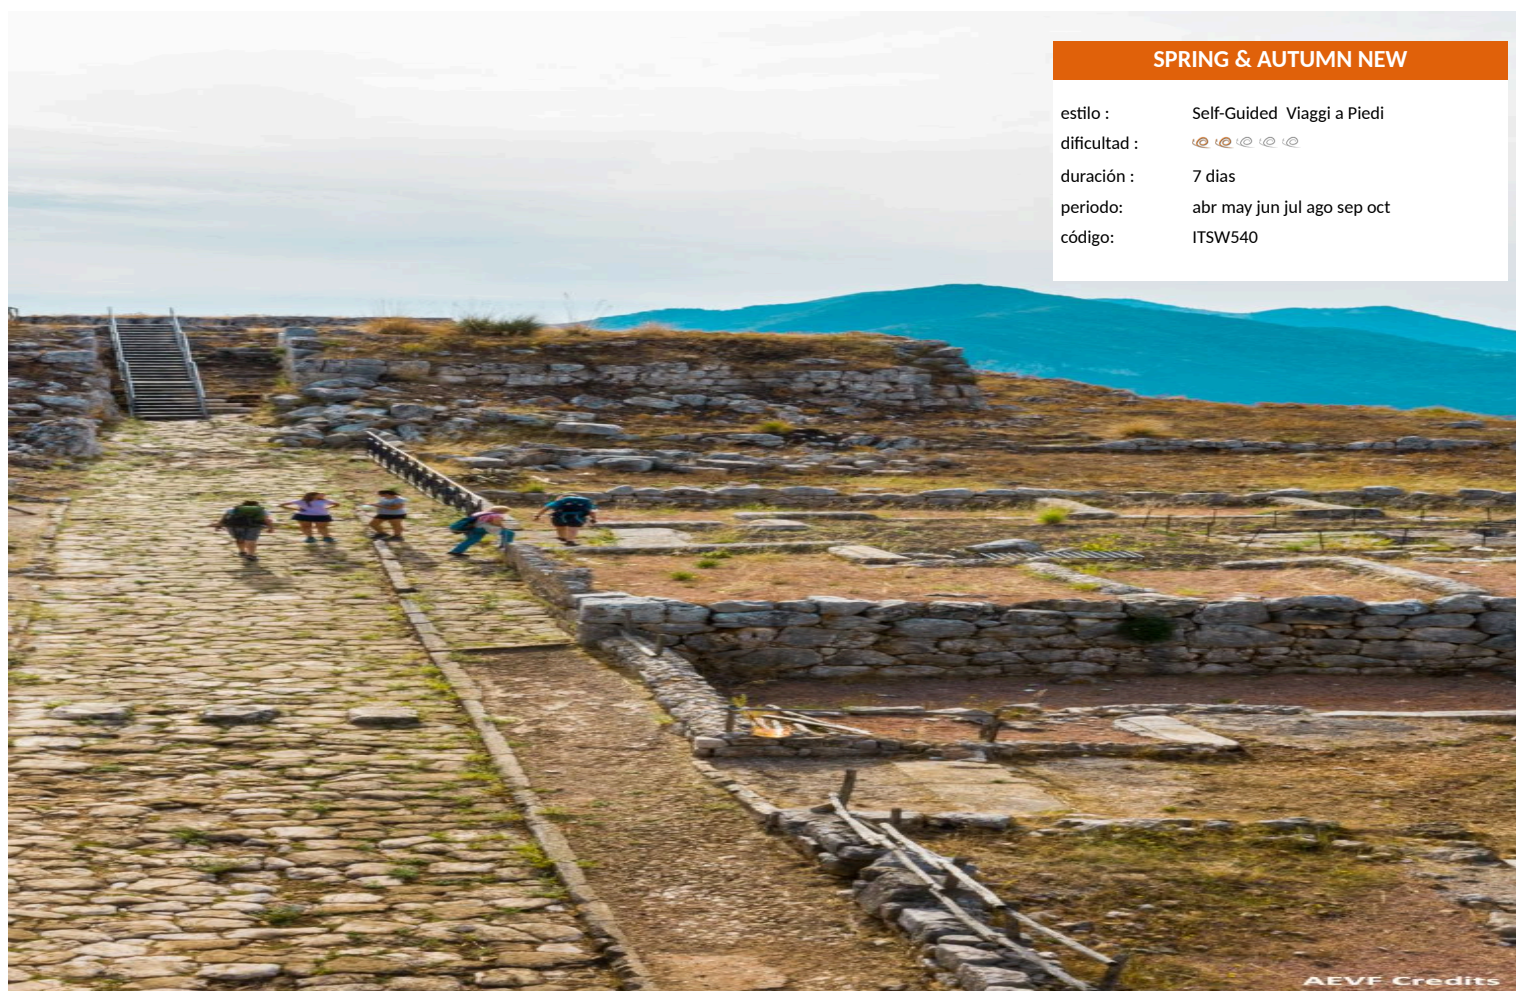 SPRING & AUTUMN NEW
estilo : Self-Guided Viaggi a Piedi
dificultad :
duración : 7 dias
periodo: abr may jun jul ago sep oct
código: ITSW540
AEVF Credits